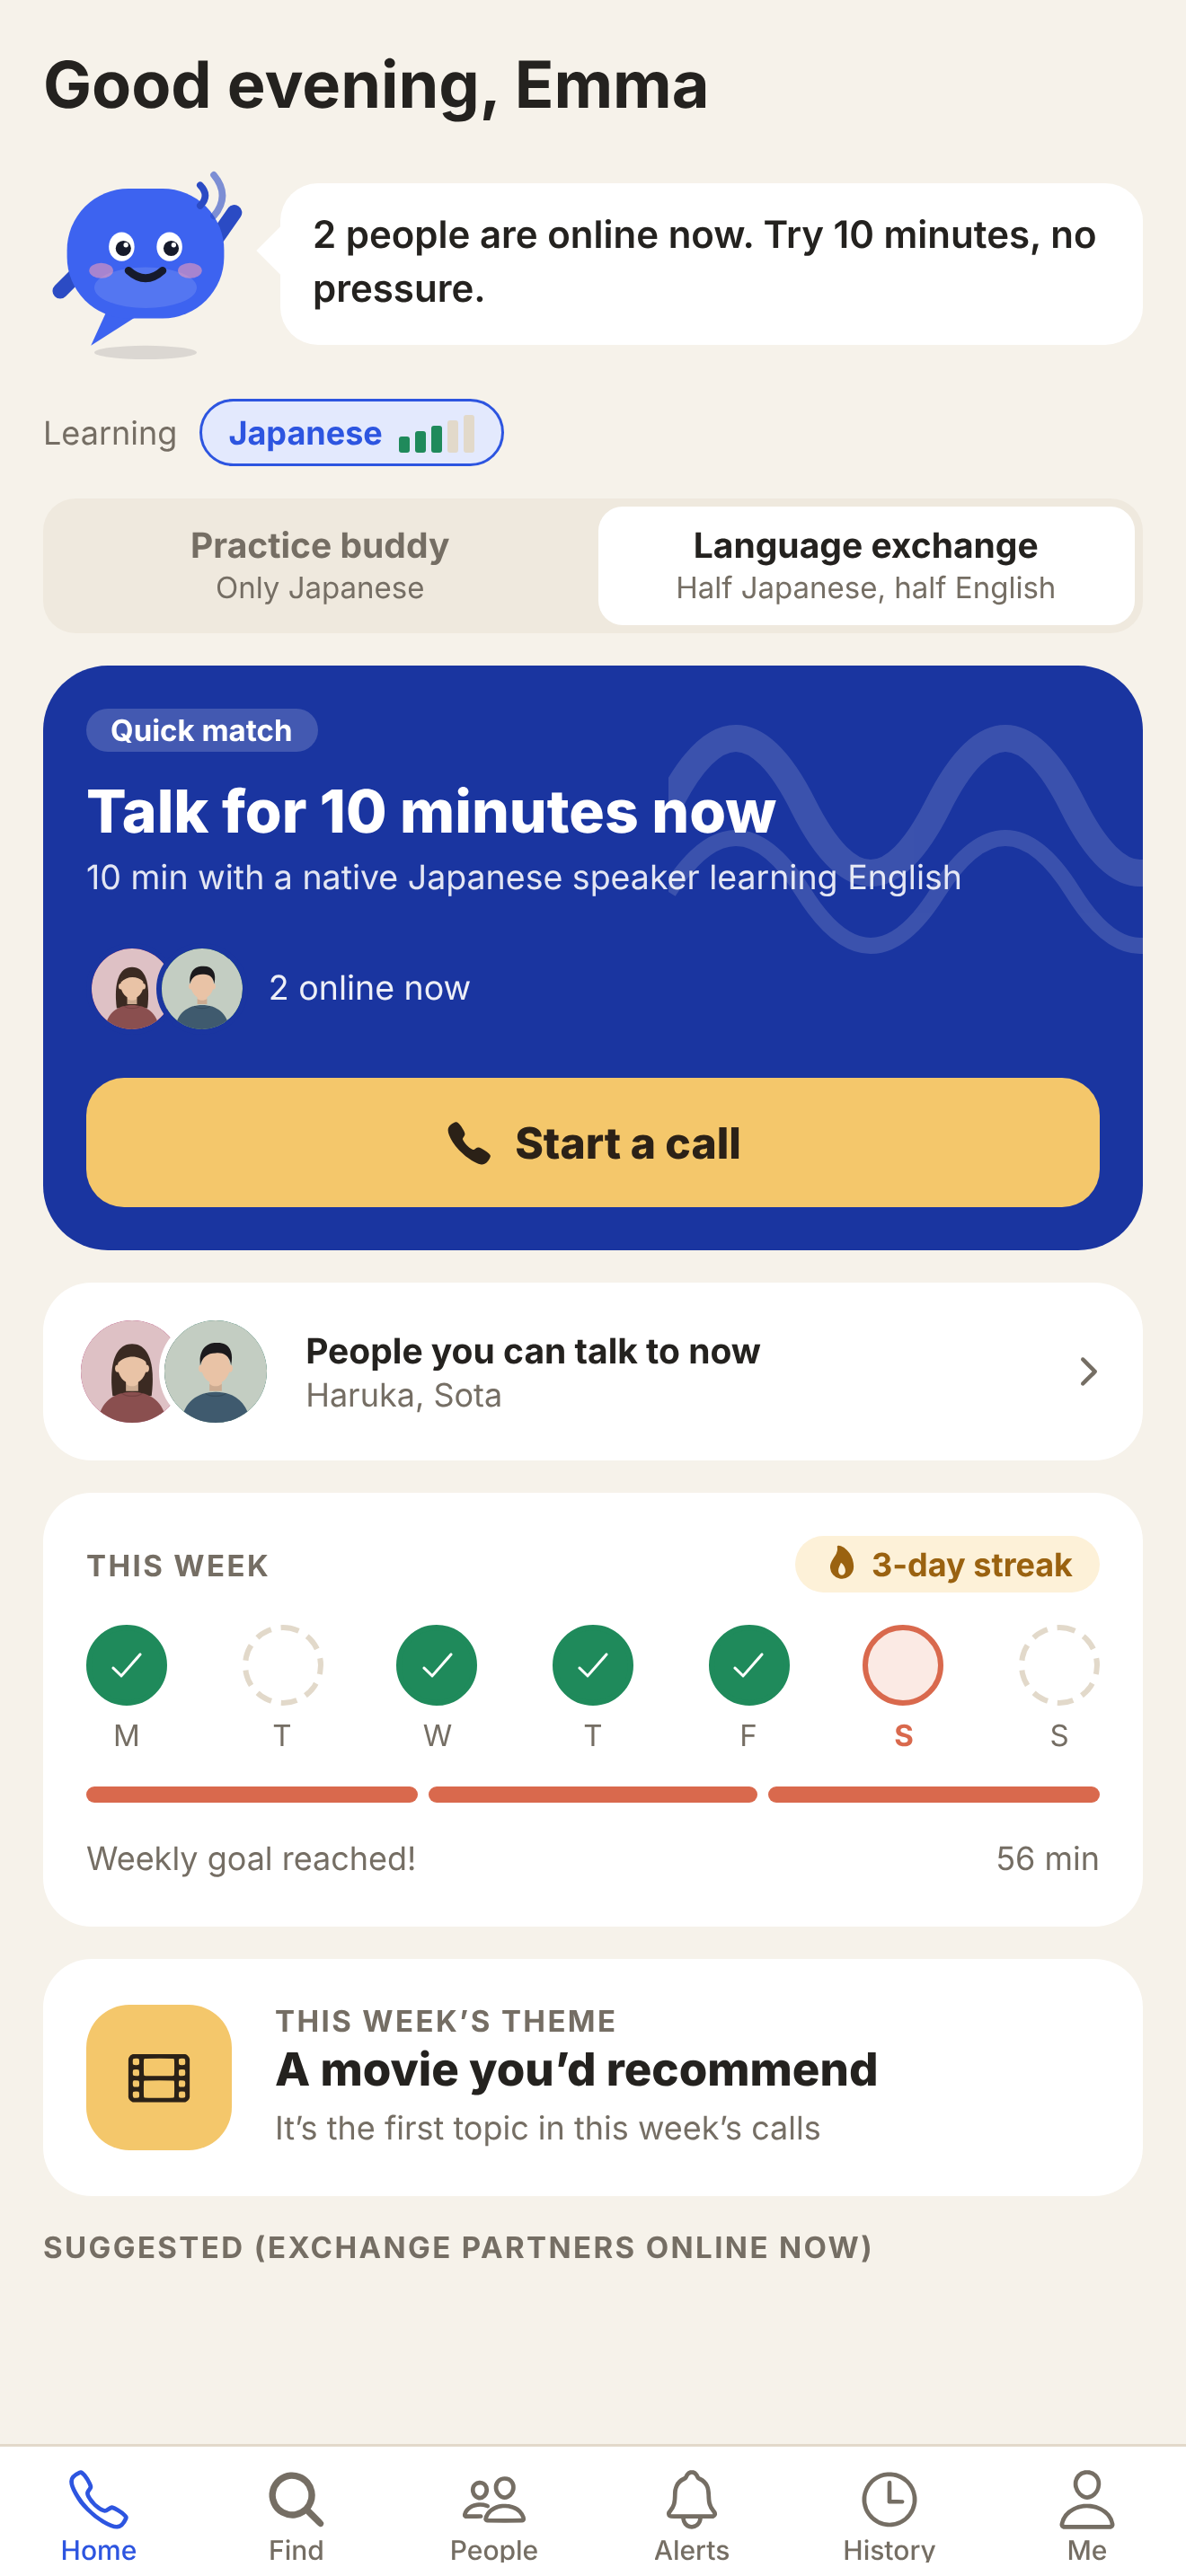 Good evening, Emma
2 people are online now. Try 10 minutes, no
pressure.
Learning
Japanese
Practice buddy
Only Japanese
Language exchange
Half Japanese, half English
Quick match
Talk for 10 minutes now
10 min with a native Japanese speaker learning English
2 online now
Start a call
People you can talk to now
Haruka, Sota
THIS WEEK
3-day streak
M T W T F S S
Weekly goal reached!
56 min
THIS WEEK’S THEME
A movie you’d recommend
It’s the first topic in this week’s calls
SUGGESTED (EXCHANGE PARTNERS ONLINE NOW)
Home Find People Alerts History Me